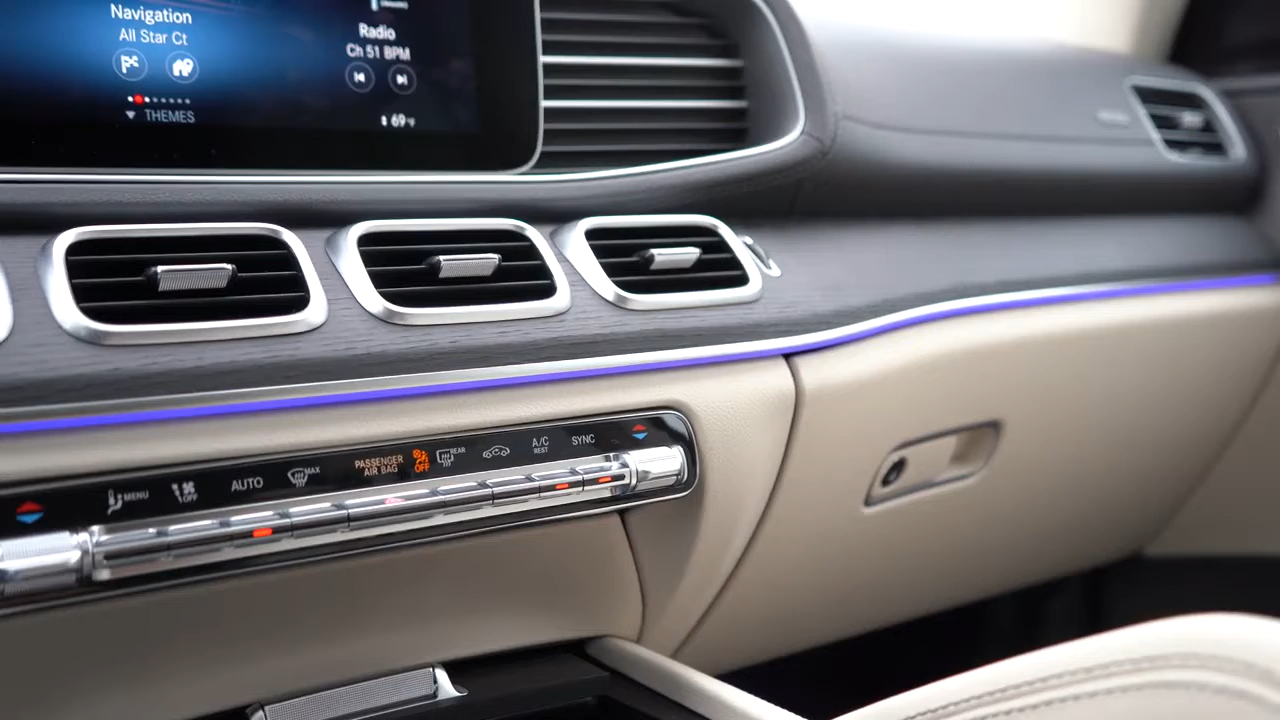 Navigation
All Star Ct
Radio
Ch 51 BPM
THEMES
69°F
MENU
OFF
AUTO
MAX
PASSENGER
AIR BAG
OFF
REAR
A/C
REST
SYNC